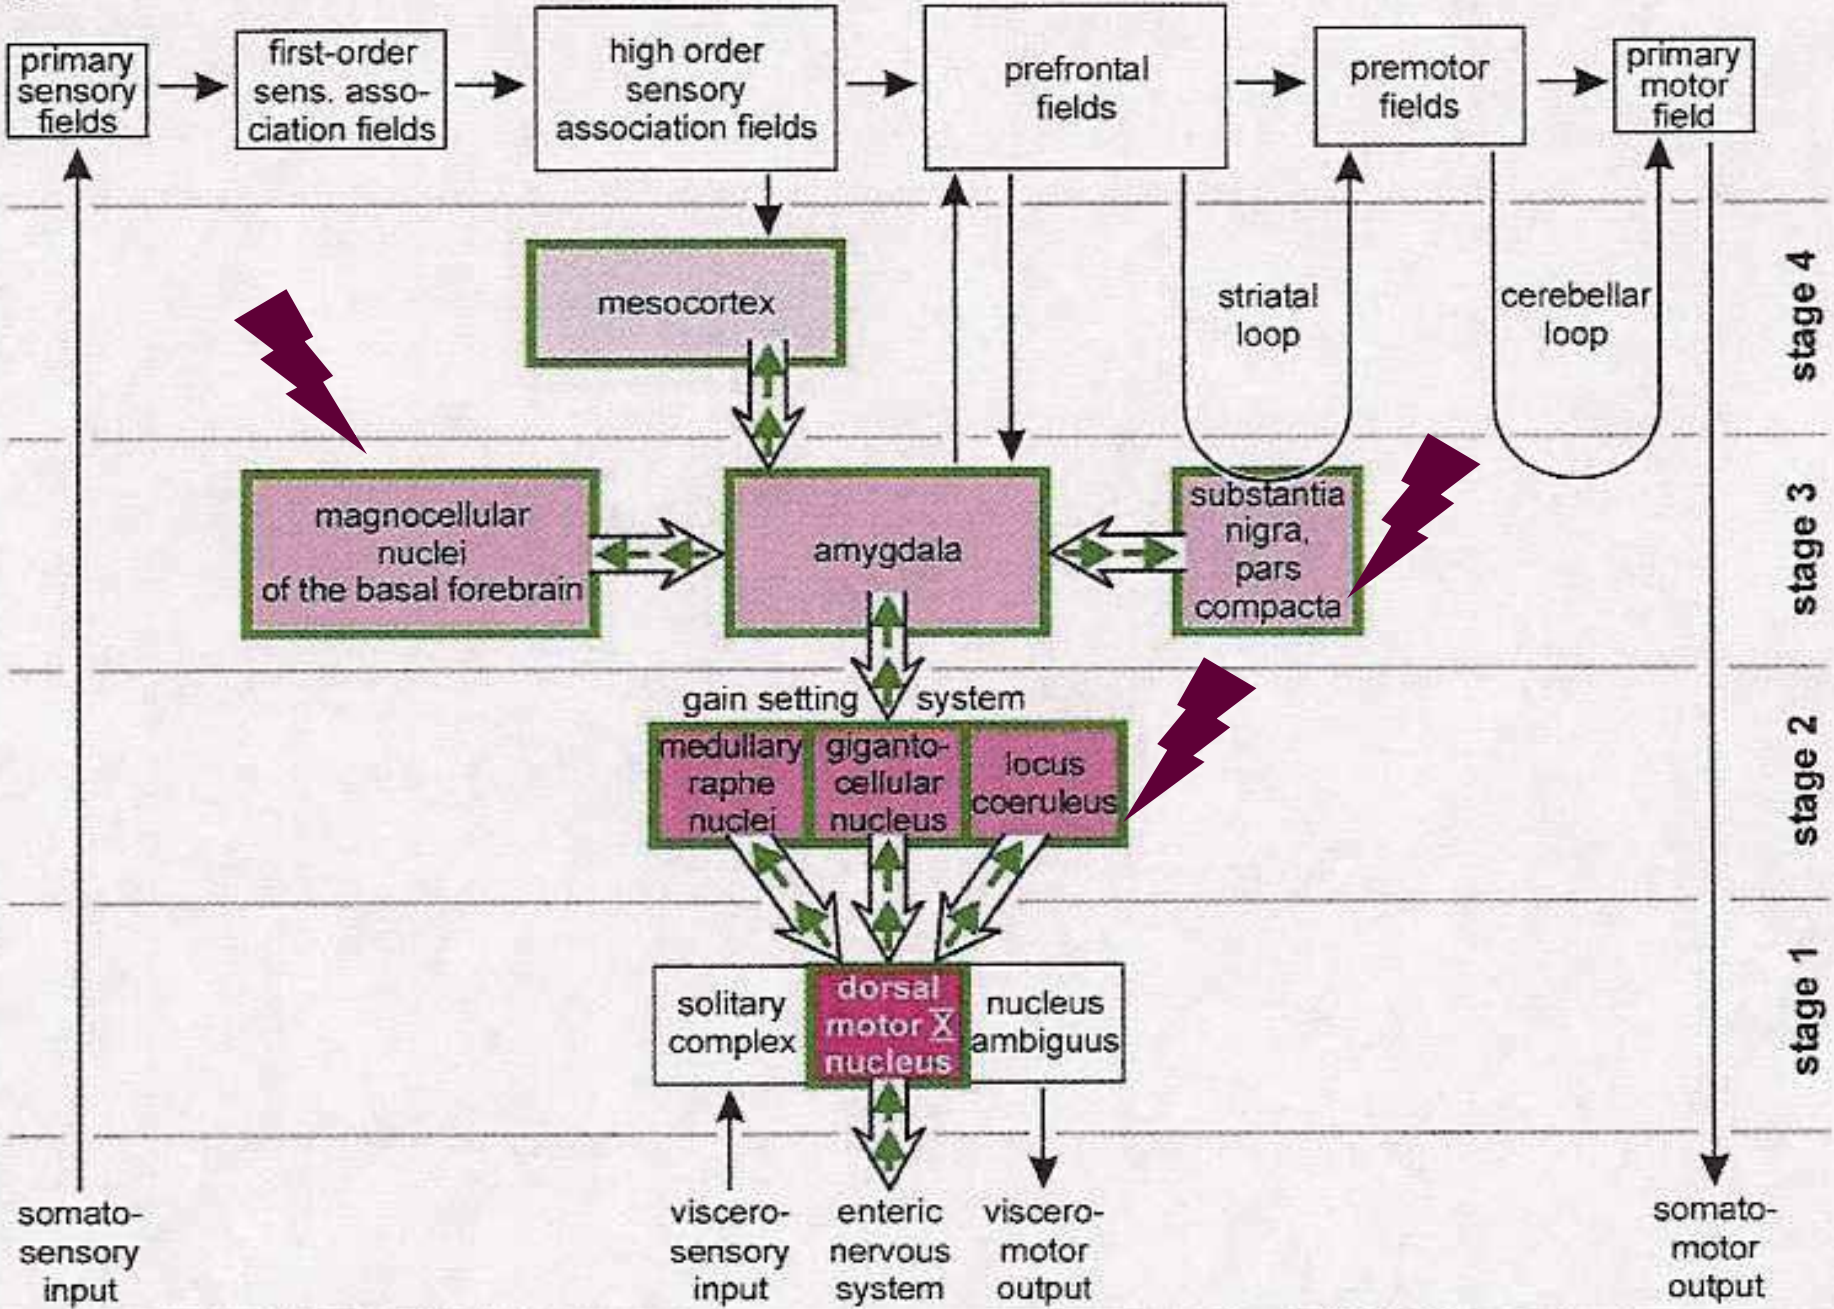 primary
sensory
fields
first-order
sens. asso-
ciation fields
high order
sensory
association fields
prefrontal
fields
premotor
fields
primary
motor
field
mesocortex
striatal
loop
cerebellar
loop
stage 4
magnocellular
nuclei
of the basal forebrain
amygdala
substantia
nigra,
pars
compacta
stage 3
gain setting system
medullary
raphe
nuclei
giganto-
cellular
nucleus
locus
coeruleus
stage 2
solitary
complex
dorsal
motor X
nucleus
nucleus
ambiguus
stage 1
somato-
sensory
input
viscero-
sensory
input
enteric
nervous
system
viscero-
motor
output
somato-
motor
output